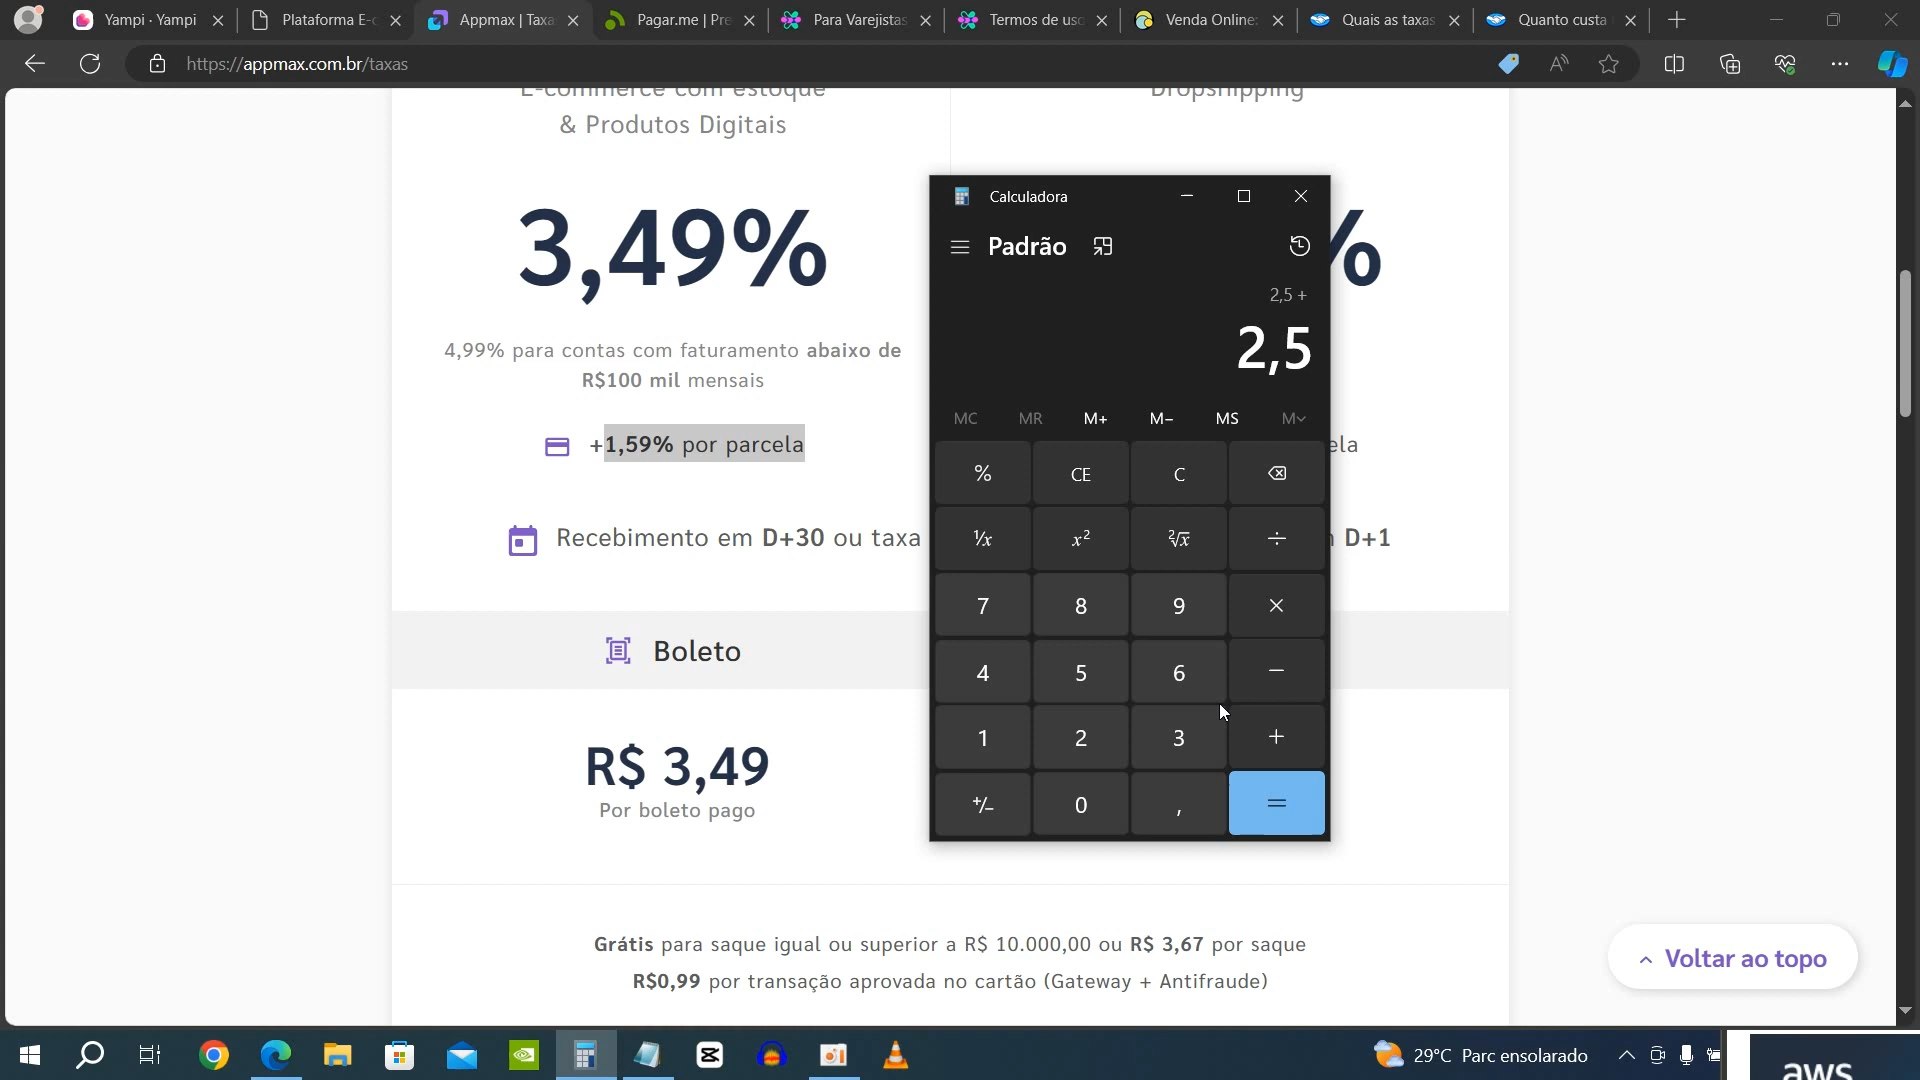 Yampi · Yampi
Plataforma E-c
Appmax | Taxa
Pagar.me | Pre
Para Varejistas
Termos de uso
Venda Online:
Quais as taxas
Quanto custa
https://appmax.com.br/taxas
E-commerce com estoque
& Produtos Digitais
Dropshipping
3,49%
%
4,99% para contas com faturamento abaixo de
R$100 mil mensais
+1,59% por parcela
ela
Recebimento em D+30 ou taxa
D+1
Boleto
R$ 3,49
Por boleto pago
Grátis para saque igual ou superior a R$ 10.000,00 ou R$ 3,67 por saque
R$0,99 por transação aprovada no cartão (Gateway + Antifraude)
Voltar ao topo
Calculadora
Padrão
2,5 +
2,5
MC MR M+ M− MS M˅
% CE C
¹/x x² ²√x ÷
7 8 9 ×
4 5 6 −
1 2 3 +
+/− 0 , =
29°C Parc ensolarado
aws